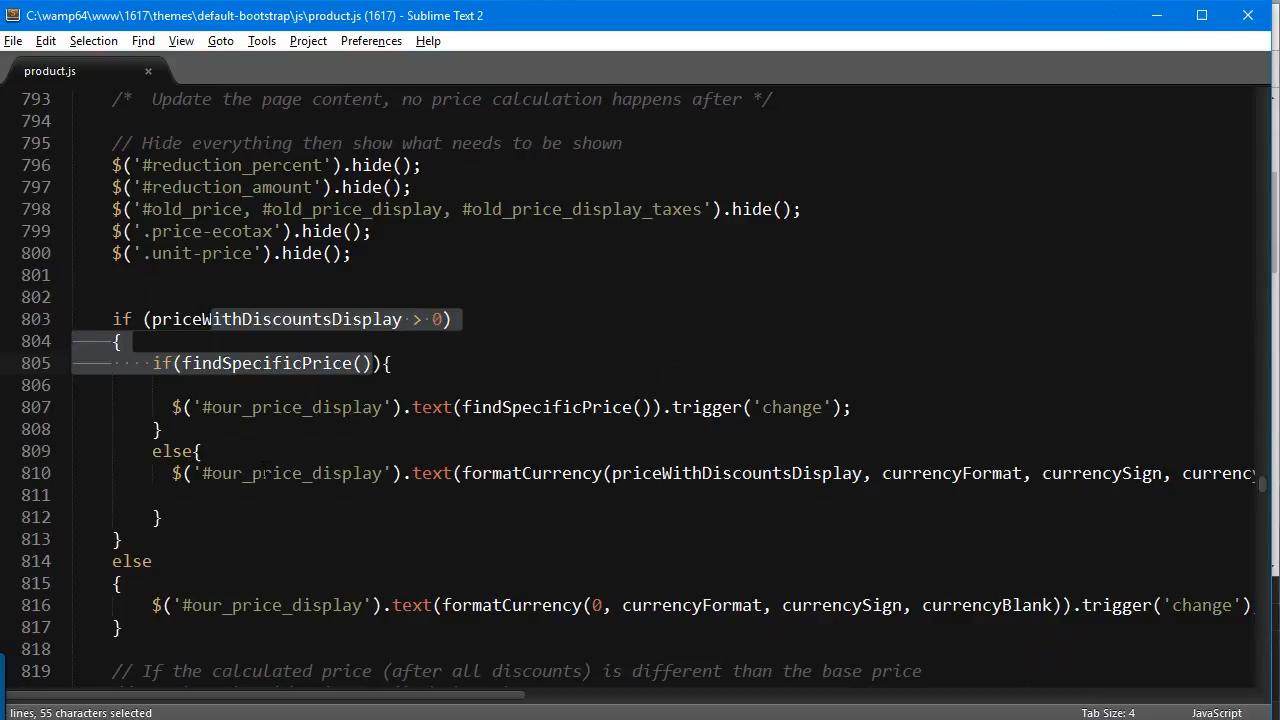 C:\wamp64\www\1617\themes\default-bootstrap\js\product.js (1617) - Sublime Text 2
File Edit Selection Find View Goto Tools Project Preferences Help
product.js ×
793 /* Update the page content, no price calculation happens after */
794
795 // Hide everything then show what needs to be shown
796 $('#reduction_percent').hide();
797 $('#reduction_amount').hide();
798 $('#old_price, #old_price_display, #old_price_display_taxes').hide();
799 $('.price-ecotax').hide();
800 $('.unit-price').hide();
801
802
803 if (priceWithDiscountsDisplay > 0)
804 {
805 if(findSpecificPrice()){
806
807 $('#our_price_display').text(findSpecificPrice()).trigger('change');
808 }
809 else{
810 $('#our_price_display').text(formatCurrency(priceWithDiscountsDisplay, currencyFormat, currencySign, currency
811
812 }
813 }
814 else
815 {
816 $('#our_price_display').text(formatCurrency(0, currencyFormat, currencySign, currencyBlank)).trigger('change')
817 }
818
819 // If the calculated price (after all discounts) is different than the base price
lines, 55 characters selected Tab Size: 4 JavaScript